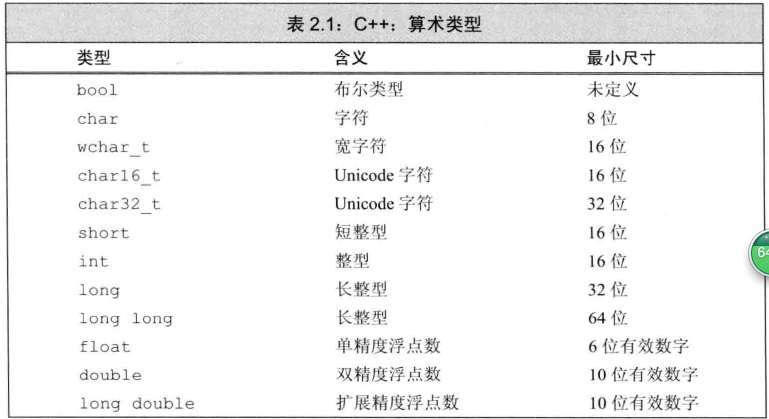 表 2.1：C++：算术类型
类型 含义 最小尺寸
bool 布尔类型 未定义
char 字符 8 位
wchar_t 宽字符 16 位
char16_t Unicode 字符 16 位
char32_t Unicode 字符 32 位
short 短整型 16 位
int 整型 16 位
long 长整型 32 位
long long 长整型 64 位
float 单精度浮点数 6 位有效数字
double 双精度浮点数 10 位有效数字
long double 扩展精度浮点数 10 位有效数字